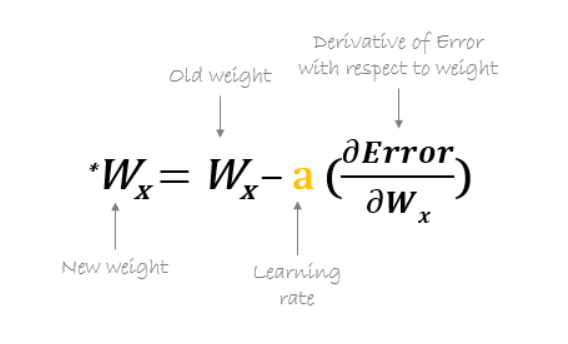 Derivative of Error
with respect to weight
Old weight
*Wx = Wx − a (∂Error/∂Wx)
New weight
Learning
rate